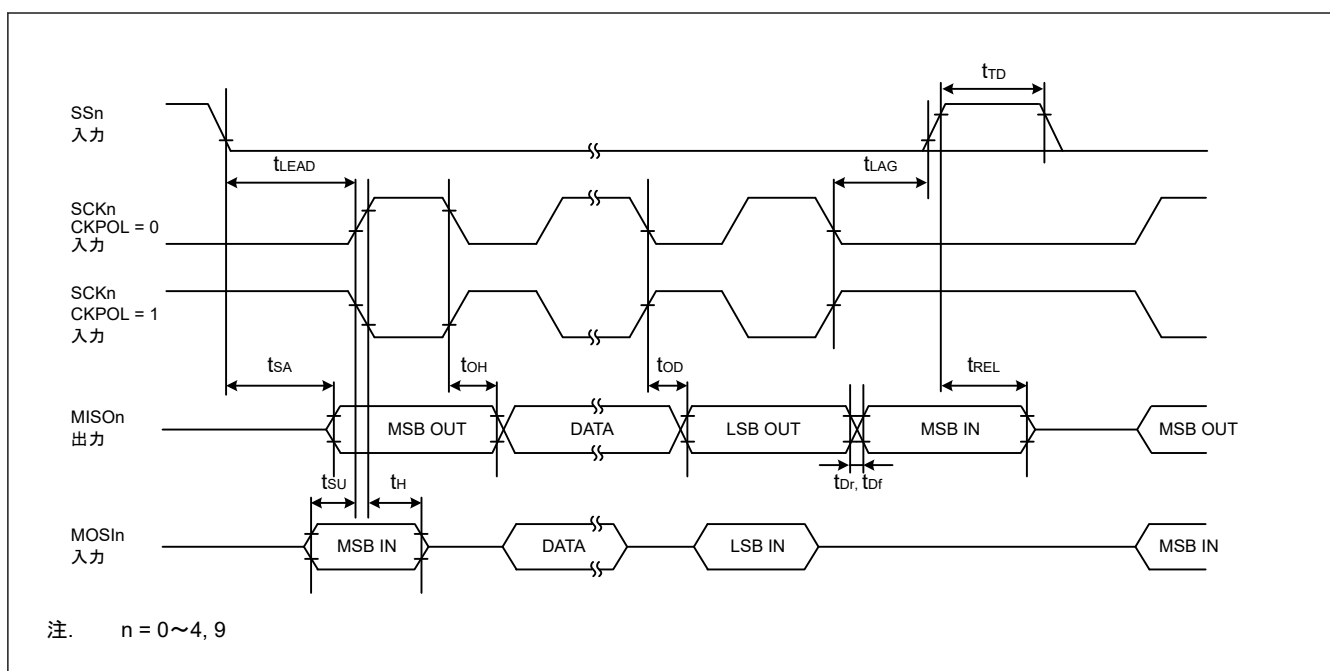 tTD
SSn
入力
tLEAD
tLAG
SCKn
CKPOL = 0
入力
SCKn
CKPOL = 1
入力
tSA
tOH
tOD
tREL
MISOn
出力
MSB OUT
DATA
LSB OUT
MSB IN
MSB OUT
tSU
tH
tDr, tDf
MOSIn
入力
MSB IN
DATA
LSB IN
MSB IN
注. n = 0～4, 9